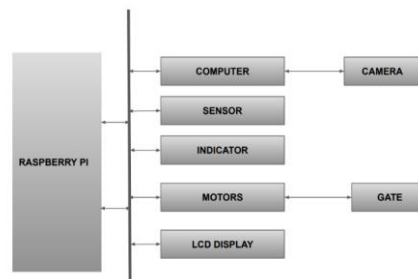 COMPUTER
CAMERA
SENSOR
INDICATOR
RASPBERRY PI
MOTORS
GATE
LCD DISPLAY